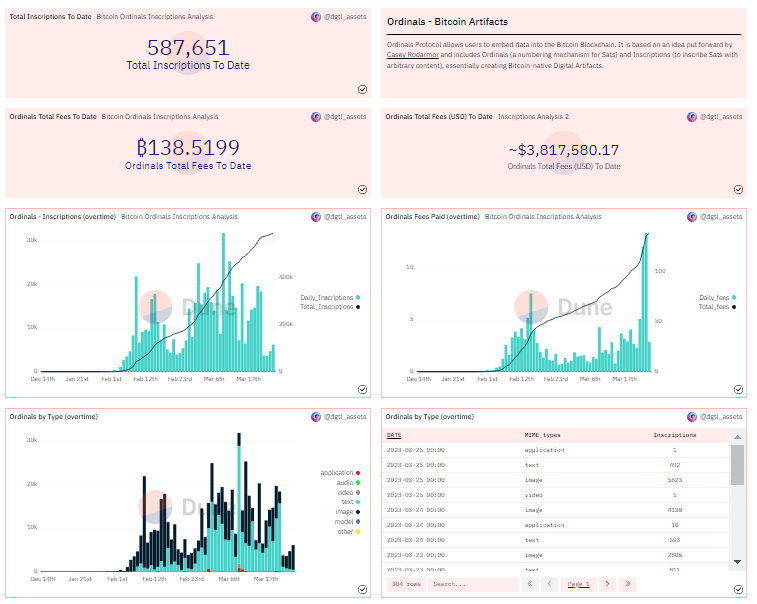 Total Inscriptions To Date Bitcoin Ordinals Inscriptions Analysis @dgtl_assets
587,651
Total Inscriptions To Date
Ordinals - Bitcoin Artifacts
Ordinals Protocol allows users to embed data into the Bitcoin Blockchain. It is based on an idea put forward by
Casey Rodarmor and includes Ordinals (a numbering mechanism for Sats) and Inscriptions (to inscribe Sats with
arbitrary content), essentially creating Bitcoin-native Digital Artifacts.
Ordinals Total Fees To Date Bitcoin Ordinals Inscriptions Analysis @dgtl_assets
₿138.5199
Ordinals Total Fees To Date
Ordinals Total Fees (USD) To Date Inscriptions Analysis 2 @dgtl_assets
~$3,817,580.17
Ordinals Total Fees (USD) To Date
Ordinals - Inscriptions (overtime) Bitcoin Ordinals Inscriptions Analysis @dgtl_assets
30k
20k
10k
0
400k
200k
0
Dune
Daily_Inscriptions
Total_Inscriptions
Dec 14th Jan 21st Feb 1st Feb 12th Feb 23rd Mar 6th Mar 17th
Ordinals Fees Paid (overtime) Bitcoin Ordinals Inscriptions Analysis @dgtl_assets
10
5
0
100
50
0
Dune
Daily_fees
Total_fees
Dec 14th Jan 21st Feb 1st Feb 12th Feb 23rd Mar 6th Mar 17th
Ordinals by Type (overtime) @dgtl_assets
30k
20k
10k
0
Dune
application
audio
video
text
image
model
other
Dec 14th Jan 21st Feb 1st Feb 12th Feb 23rd Mar 6th Mar 17th
Ordinals by Type (overtime) @dgtl_assets
DATE MIME_types Inscriptions
2023-03-25 00:00 application 1
2023-03-25 00:00 text 492
2023-03-25 00:00 image 5623
2023-03-25 00:00 video 5
2023-03-24 00:00 image 4138
2023-03-24 00:00 application 10
2023-03-24 00:00 text 593
2023-03-23 00:00 image 2806
2023-03-23 00:00 text 811
304 rows Search... « < Page 1 > »